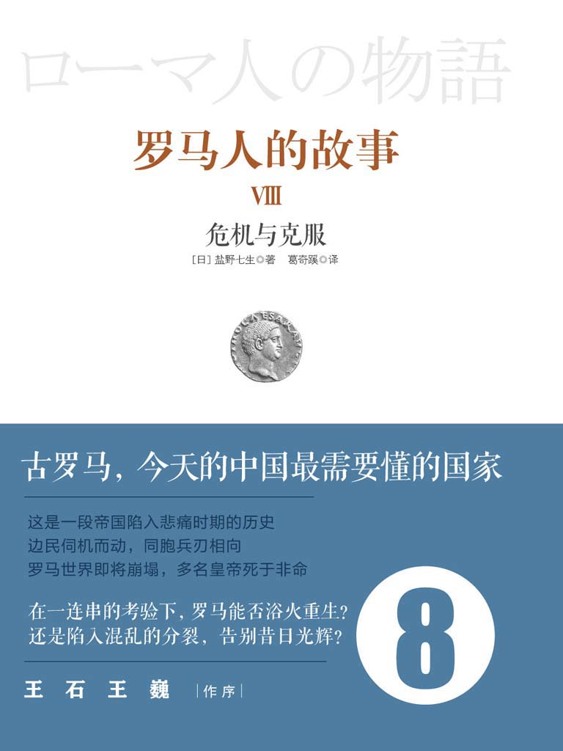 ローマ人の物語
罗马人的故事
VIII
危机与克服
［日］盐野七生◎著 葛奇蹊◎译
古罗马，今天的中国最需要懂的国家
这是一段帝国陷入悲痛时期的历史
边民伺机而动，同胞兵刃相向
罗马世界即将崩塌，多名皇帝死于非命
在一连串的考验下，罗马能否浴火重生？
还是陷入混乱的分裂，告别昔日光辉？
8
王 石 王 巍 |作 序|